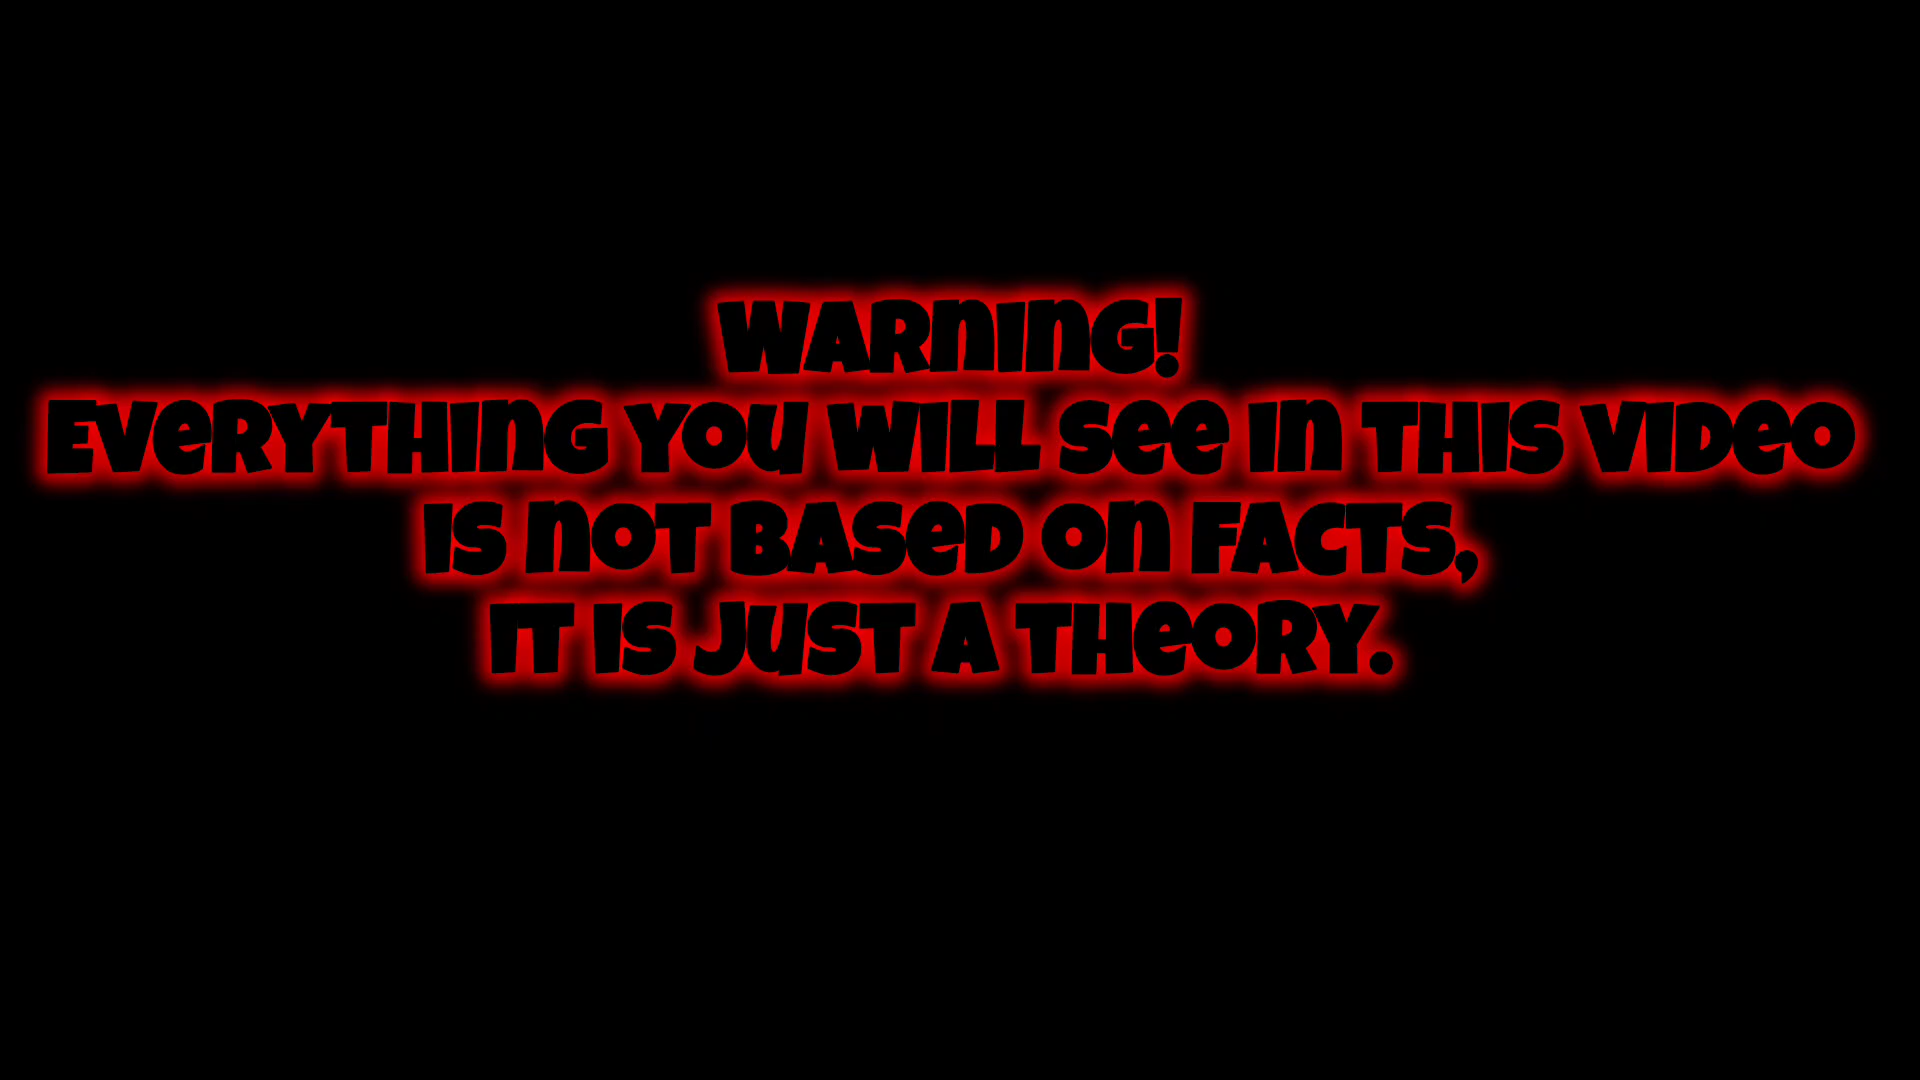 WARNING!
EVERYTHING YOU WILL SEE IN THIS VIDEO
IS NOT BASED ON FACTS,
IT IS JUST A THEORY.